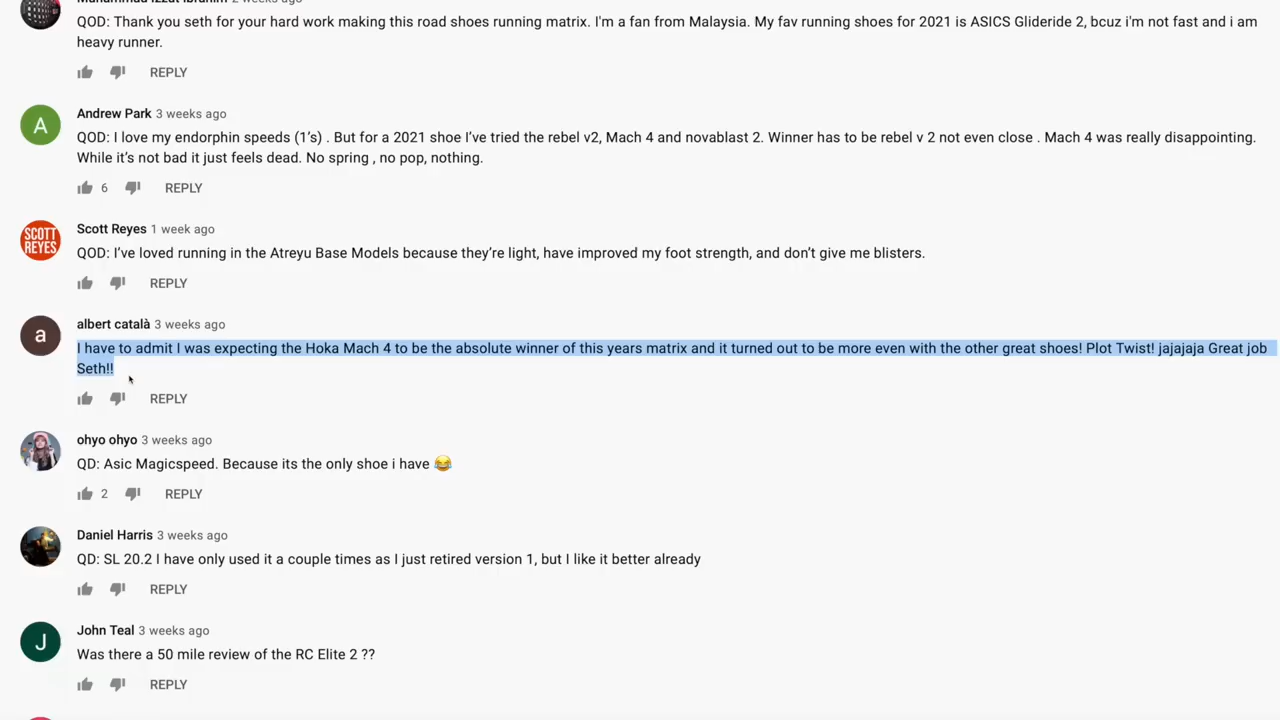 2 weeks ago
QOD: Thank you seth for your hard work making this road shoes running matrix. I'm a fan from Malaysia. My fav running shoes for 2021 is ASICS Glideride 2, bcuz i'm not fast and i am
heavy runner.
REPLY
A
Andrew Park 3 weeks ago
QOD: I love my endorphin speeds (1’s) . But for a 2021 shoe I’ve tried the rebel v2, Mach 4 and novablast 2. Winner has to be rebel v 2 not even close . Mach 4 was really disappointing.
While it’s not bad it just feels dead. No spring , no pop, nothing.
6 REPLY
SCOTT
REYES
Scott Reyes 1 week ago
QOD: I’ve loved running in the Atreyu Base Models because they’re light, have improved my foot strength, and don’t give me blisters.
REPLY
a
albert català 3 weeks ago
I have to admit I was expecting the Hoka Mach 4 to be the absolute winner of this years matrix and it turned out to be more even with the other great shoes! Plot Twist! jajajaja Great job
Seth!!
REPLY
ohyo ohyo 3 weeks ago
QD: Asic Magicspeed. Because its the only shoe i have 😂
2 REPLY
Daniel Harris 3 weeks ago
QD: SL 20.2 I have only used it a couple times as I just retired version 1, but I like it better already
REPLY
J
John Teal 3 weeks ago
Was there a 50 mile review of the RC Elite 2 ??
REPLY